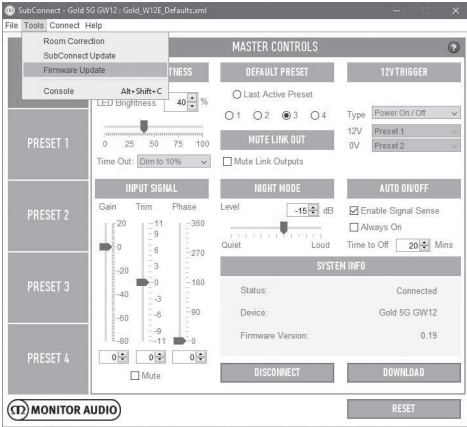 SubConnect - Gold 5G GW12 : Gold_W12E_Defaults.xml
File Tools Connect Help
Room Correction
SubConnect Update
Firmware Update
Console Alt+Shift+C
MASTER CONTROLS
?
TNESS
LED Brightness 40 %
0 25 50 75 100
Time Out: Dim to 10%
DEFAULT PRESET
Last Active Preset
1 2 3 4
MUTE LINK OUT
Mute Link Outputs
12V TRIGGER
Type Power On / Off
12V Preset 1
0V Preset 2
PRESET 1
PRESET 2
PRESET 3
PRESET 4
INPUT SIGNAL
Gain Trim Phase
20 11 360
9
0 6 270
-20 3
-40 0 180
-3
-60 -6 90
-9
-80 -11 0
0 0 0
Mute
NIGHT MODE
Level -15 dB
Quiet Loud
AUTO ON/OFF
Enable Signal Sense
Always On
Time to Off 20 Mins
SYSTEM INFO
Status: Connected
Device: Gold 5G GW12
Firmware Version: 0.19
DISCONNECT DOWNLOAD
MONITOR AUDIO
RESET